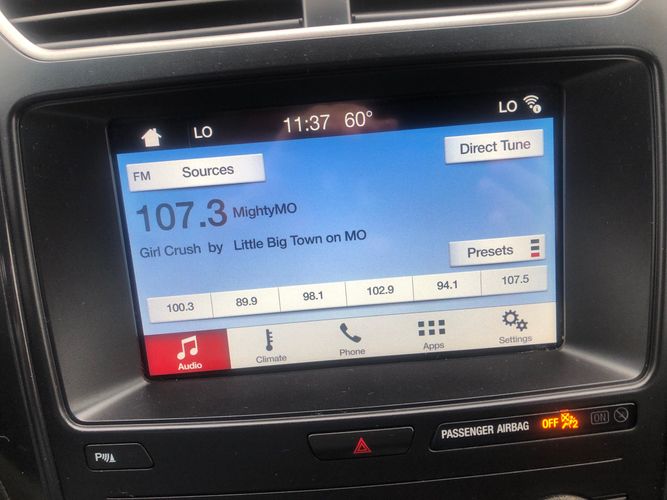 LO 11:37 60° LO
FM Sources
Direct Tune
107.3 MightyMO
Girl Crush by Little Big Town on MO
Presets
100.3 89.9 98.1 102.9 94.1 107.5
Audio Climate Phone Apps Settings
P
PASSENGER AIRBAG OFF 2 ON